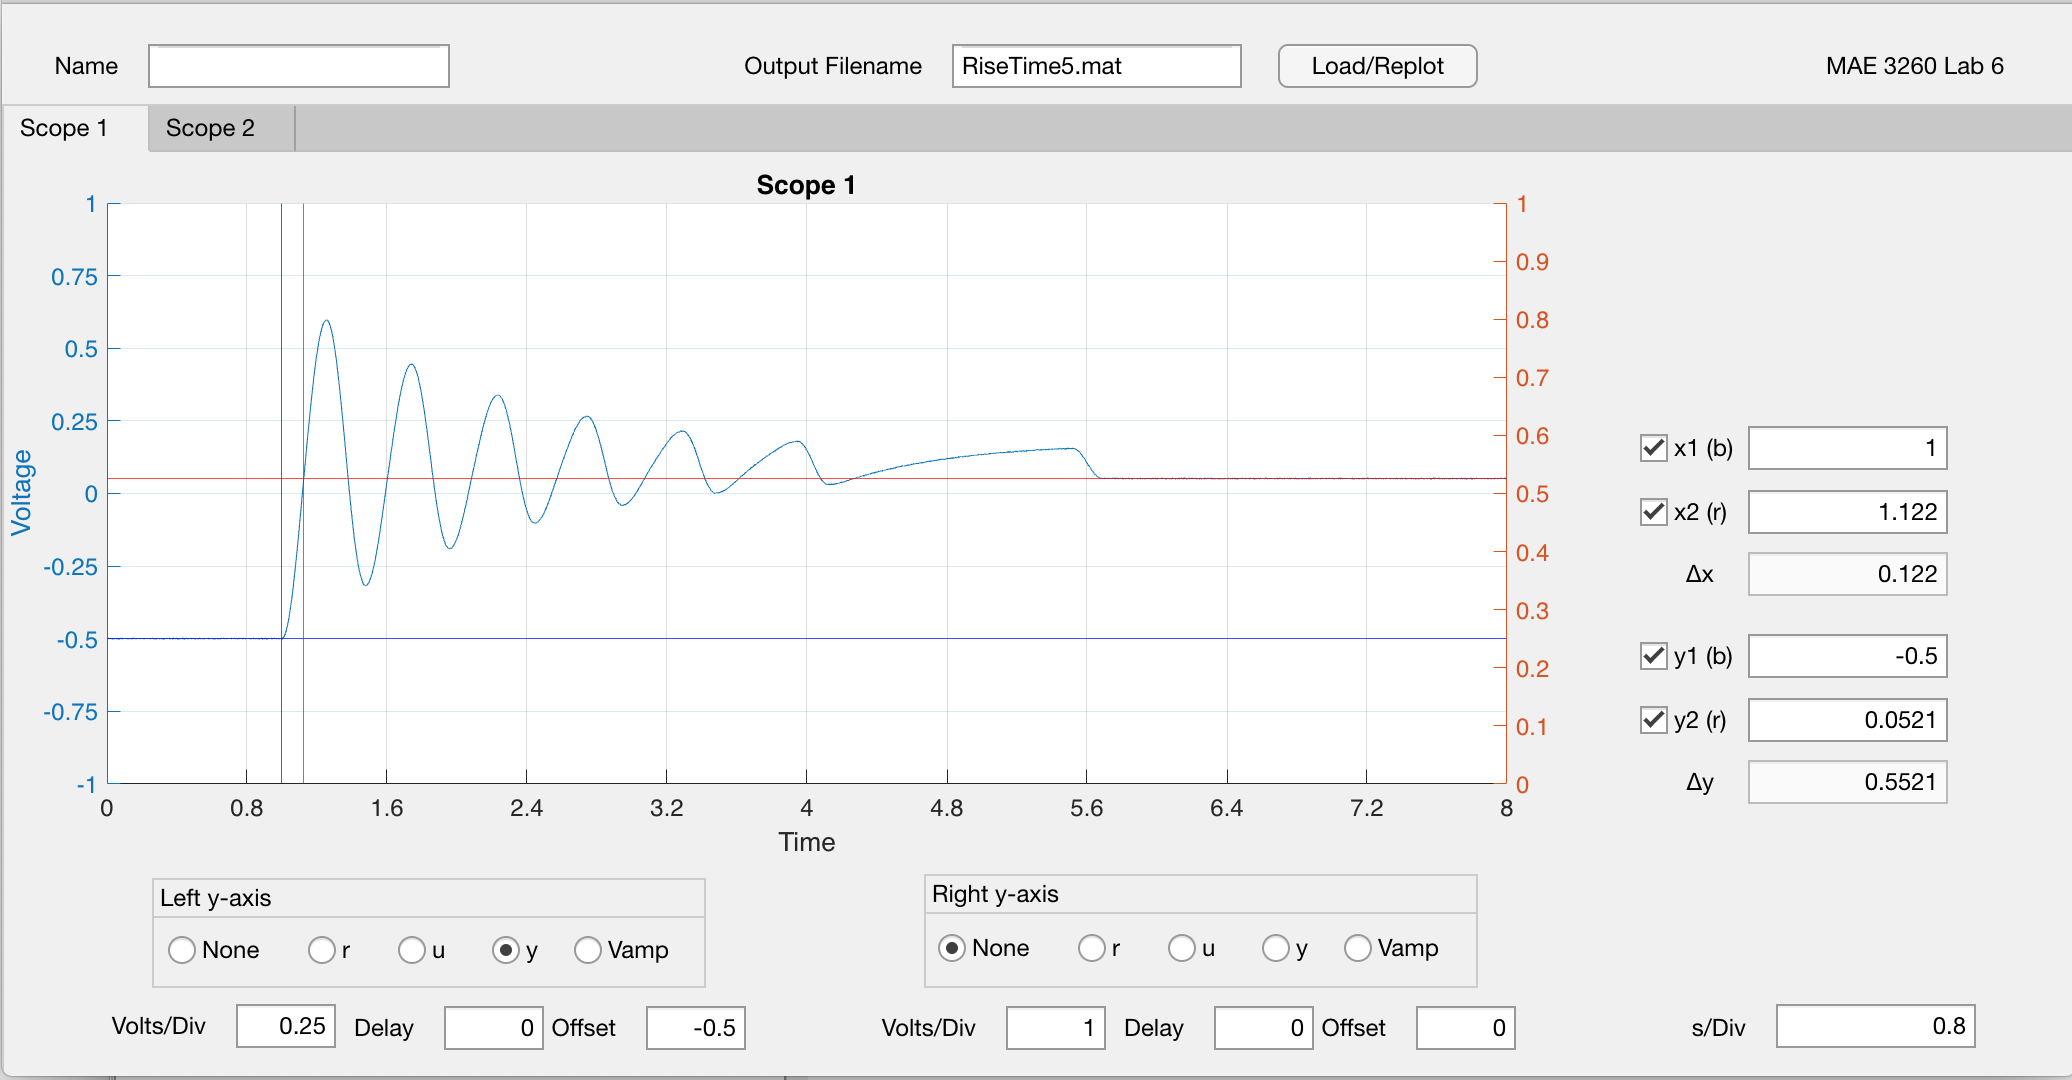 Name
Output Filename RiseTime5.mat
Load/Replot
MAE 3260 Lab 6
Scope 1
Scope 2
Scope 1
1
0.75
0.5
0.25
0
-0.25
-0.5
-0.75
-1
Voltage
1
0.9
0.8
0.7
0.6
0.5
0.4
0.3
0.2
0.1
0
0 0.8 1.6 2.4 3.2 4 4.8 5.6 6.4 7.2 8
Time
x1 (b) 1
x2 (r) 1.122
Δx 0.122
y1 (b) -0.5
y2 (r) 0.0521
Δy 0.5521
Left y-axis
None r u y Vamp
Volts/Div 0.25 Delay 0 Offset -0.5
Right y-axis
None r u y Vamp
Volts/Div 1 Delay 0 Offset 0
s/Div 0.8